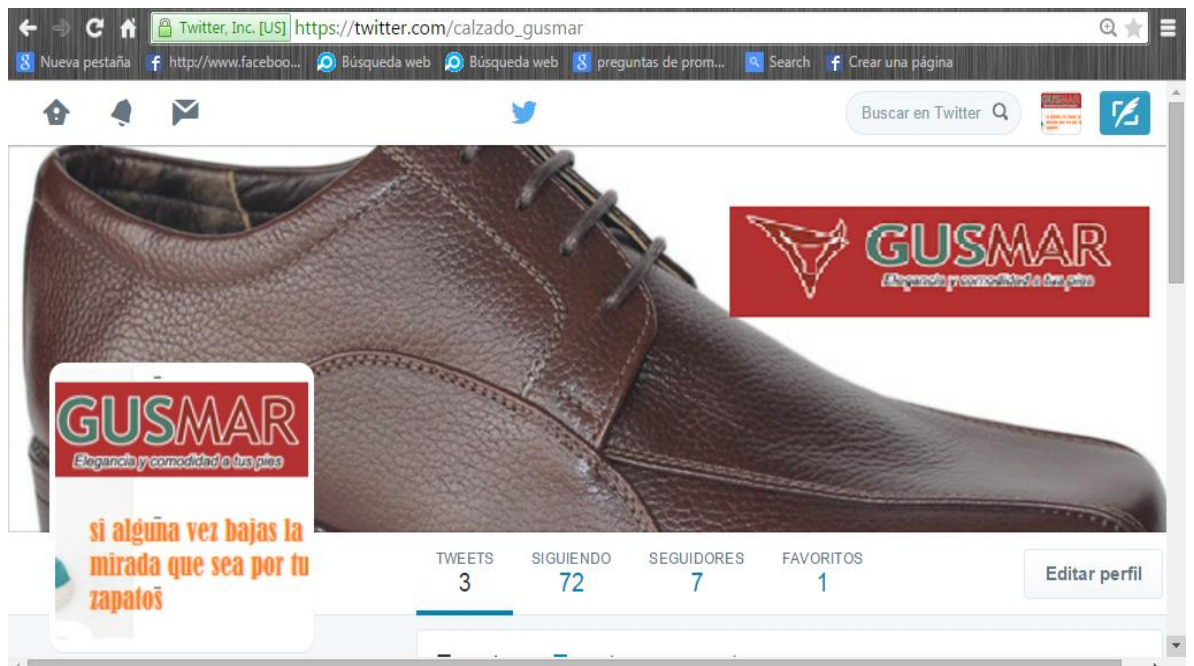 Twitter, Inc. [US] https://twitter.com/calzado_gusmar
Nueva pestaña http://www.faceboo... Búsqueda web Búsqueda web preguntas de prom... Search Crear una página
Buscar en Twitter
GUSMAR
Elegancia y comodidad a tus pies
GUSMAR
Elegancia y comodidad a tus pies
si alguna vez bajas la
mirada que sea por tu
zapatos
TWEETS SIGUIENDO SEGUIDORES FAVORITOS
3 72 7 1
Editar perfil